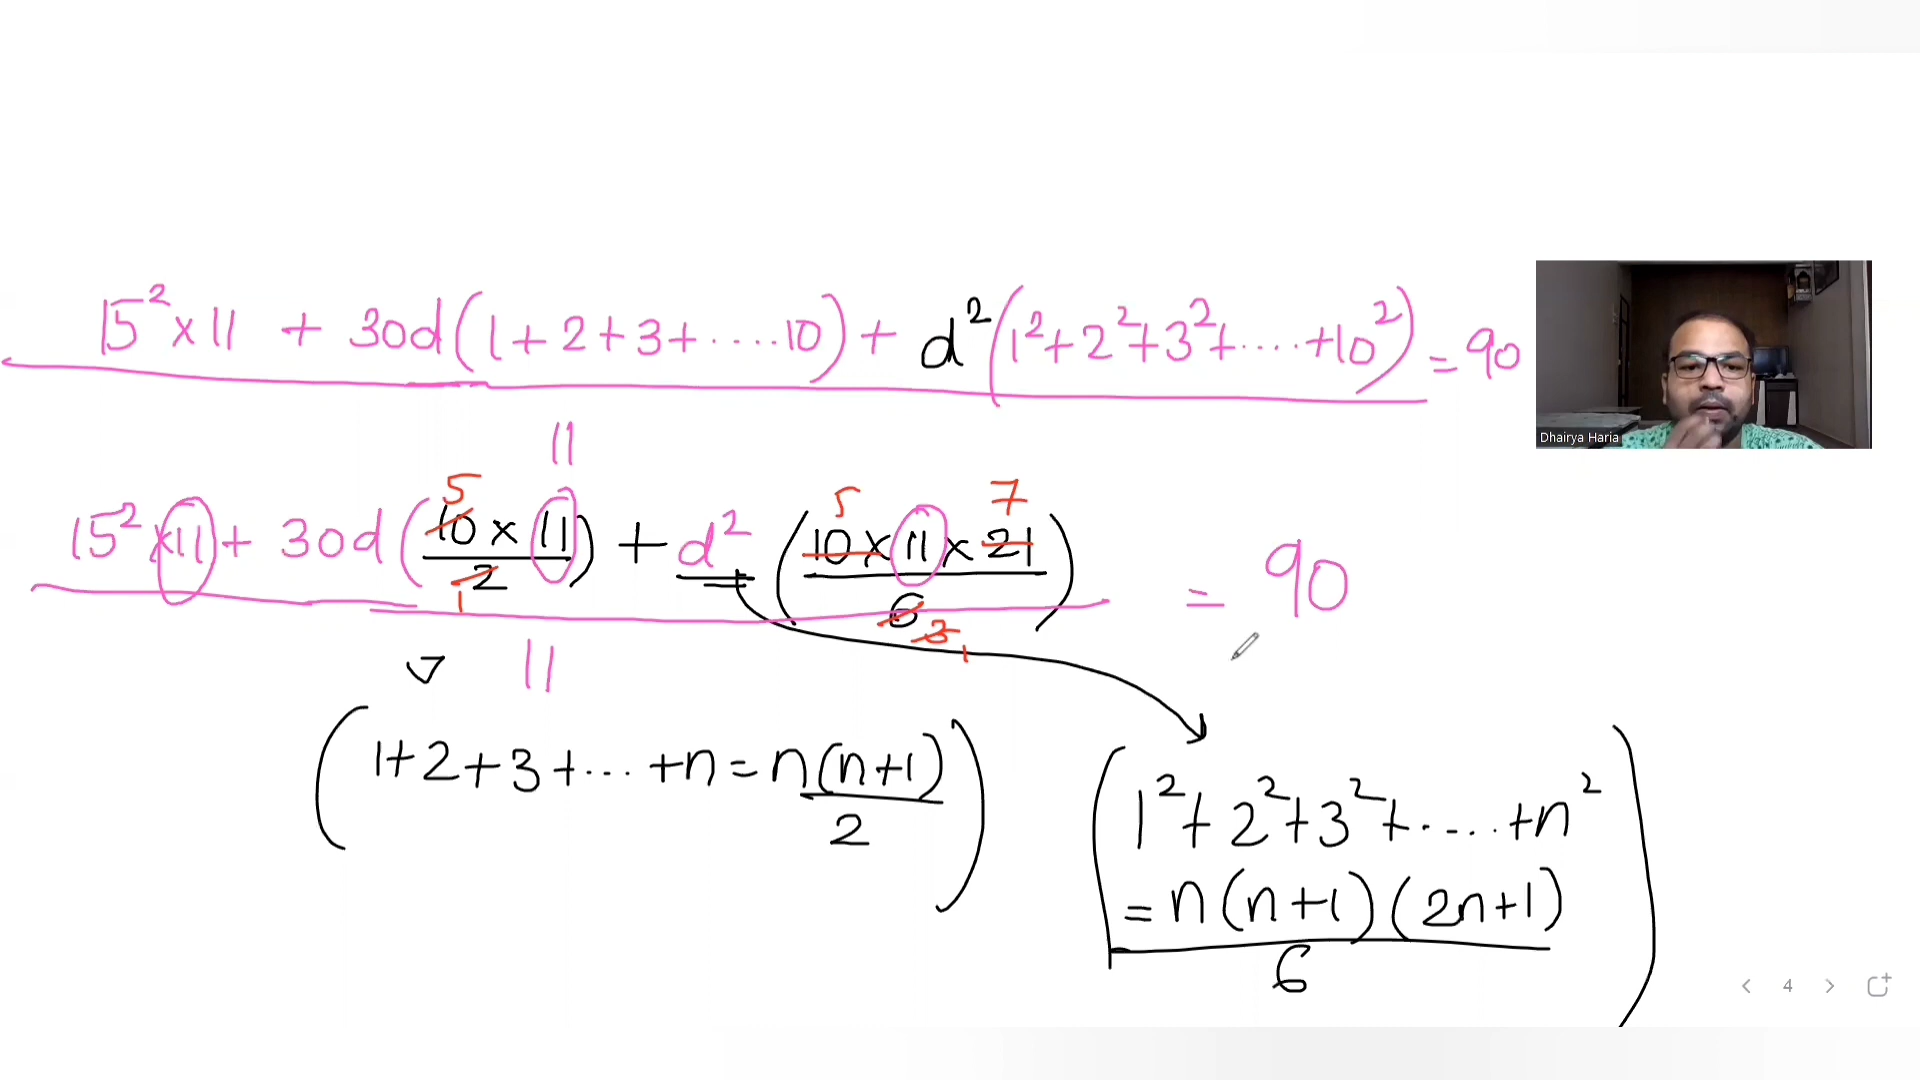 15² × 11 + 30d(1+2+3+....10) + d²(1²+2²+3²+....+10²) = 90
11
5 5 7
15² × 11 + 30d(10 × 11) + d² (10 × 11 × 21) = 90
2 6
1 3
1
11
(1+2+3+... +n = n(n+1))
2
(1²+2²+3²+.....+n²
= n(n+1)(2n+1))
6
Dhairya Haria
< 4 >